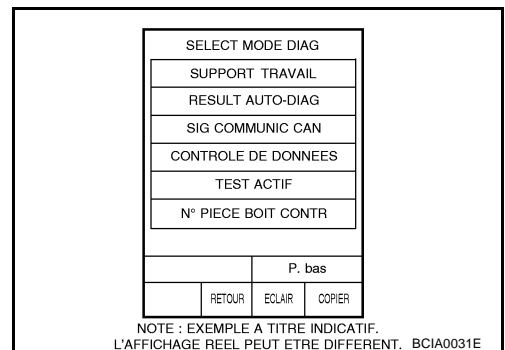 SELECT MODE DIAG
SUPPORT TRAVAIL
RESULT AUTO-DIAG
SIG COMMUNIC CAN
CONTROLE DE DONNEES
TEST ACTIF
N° PIECE BOIT CONTR
P. bas
RETOUR ECLAIR COPIER
NOTE : EXEMPLE A TITRE INDICATIF.
L'AFFICHAGE REEL PEUT ETRE DIFFERENT. BCIA0031E